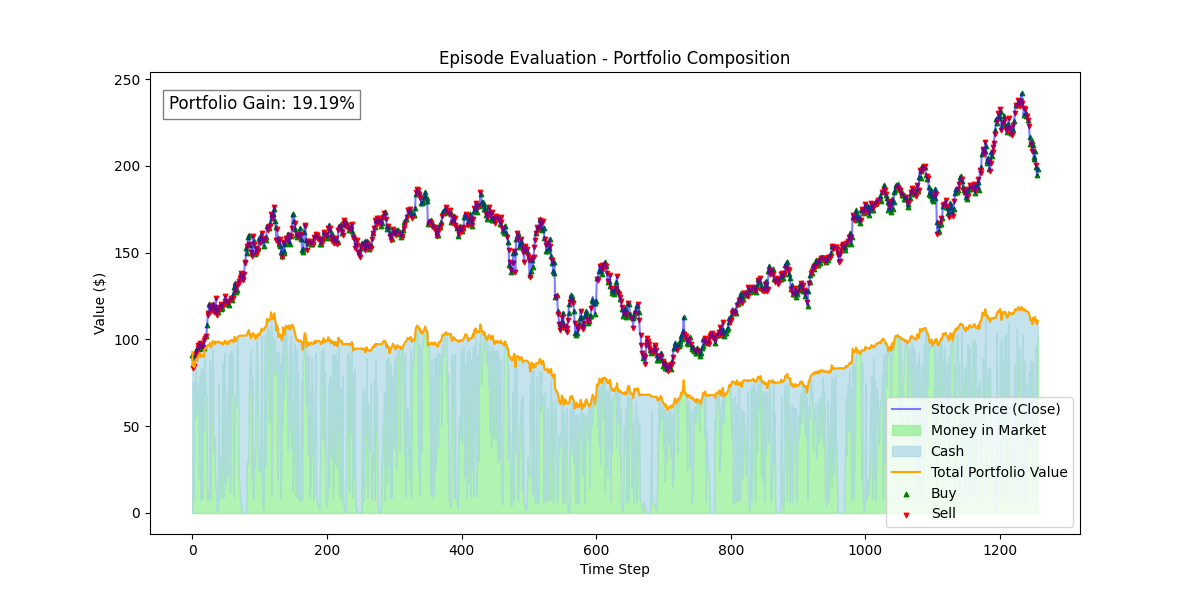 Episode Evaluation - Portfolio Composition
Portfolio Gain: 19.19%
Value ($)
250
200
150
100
50
0
0
200
400
600
800
1000
1200
Time Step
Stock Price (Close)
Money in Market
Cash
Total Portfolio Value
Buy
Sell